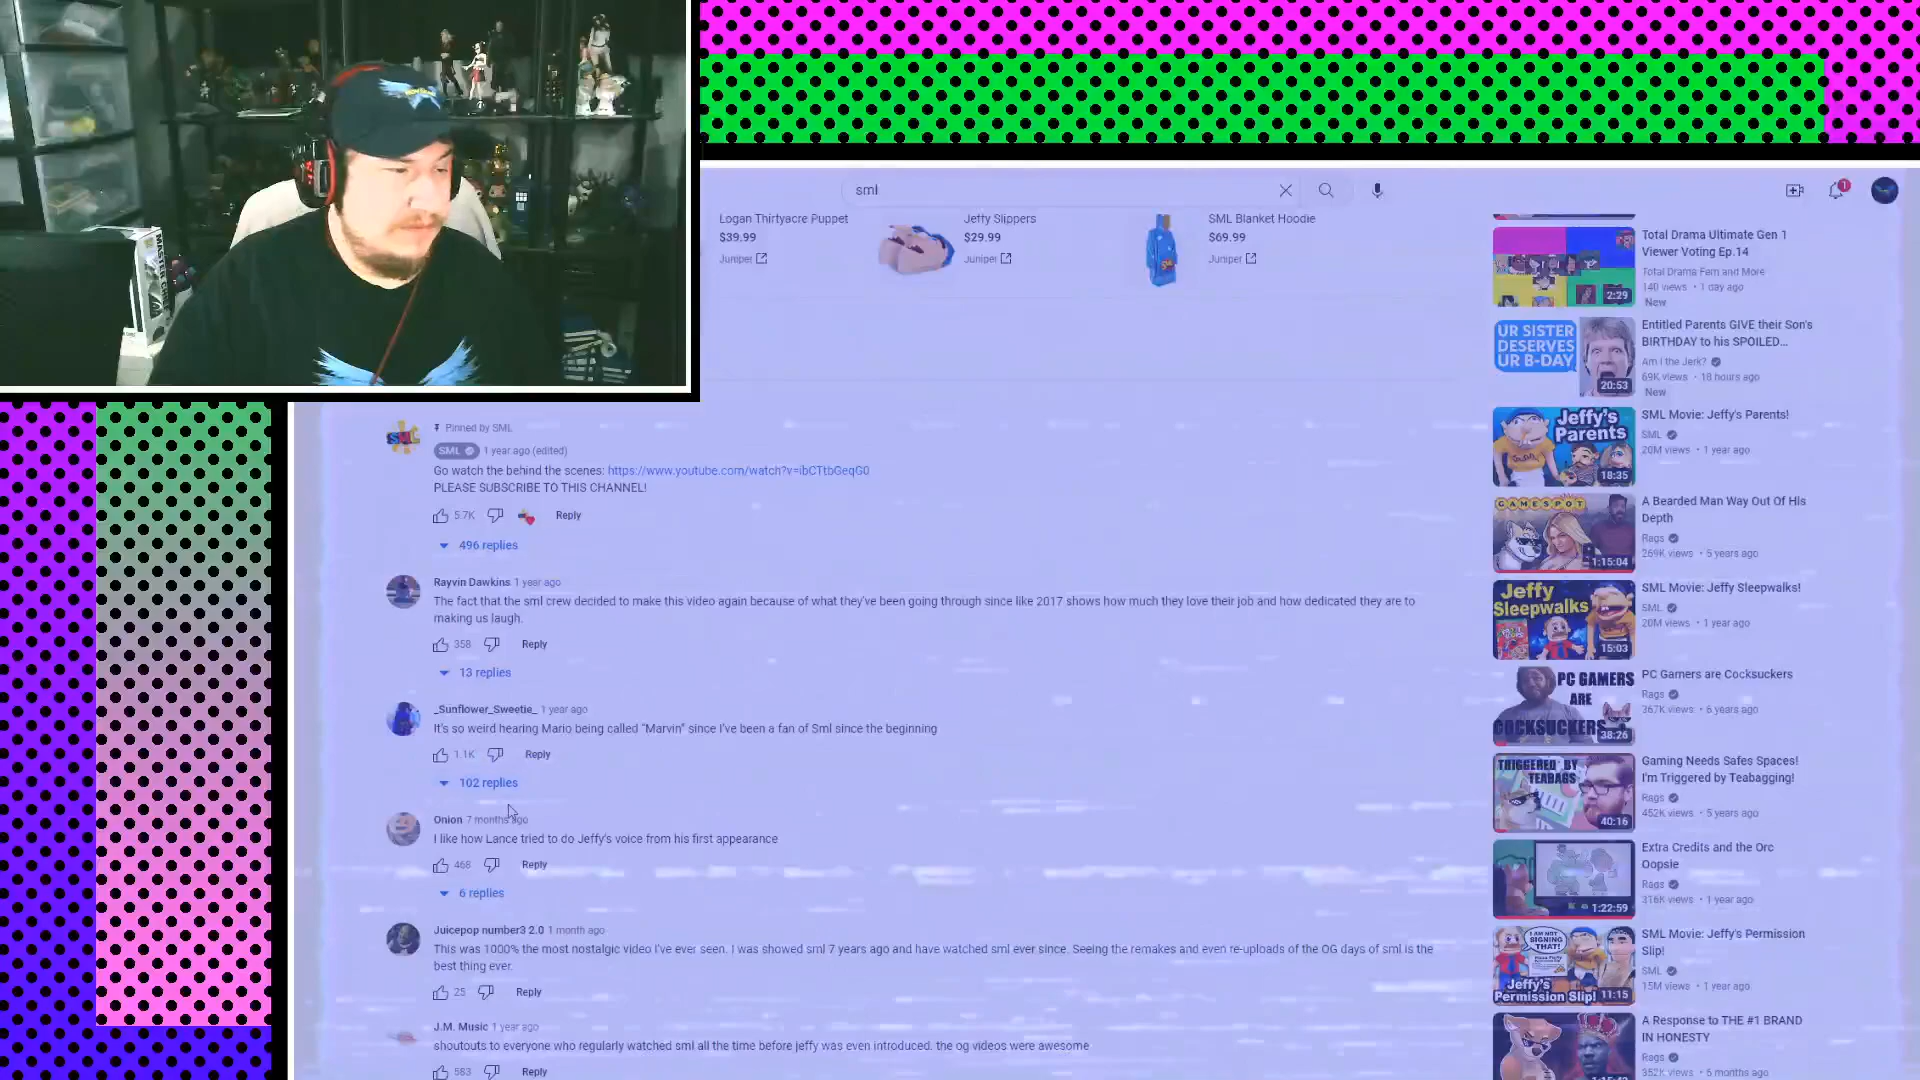 sml
1
Logan Thirtyacre Puppet
$39.99
Juniper
Jeffy Slippers
$29.99
Juniper
SML Blanket Hoodie
$69.99
Juniper
Pinned by SML
SML 1 year ago (edited)
Go watch the behind the scenes: https://www.youtube.com/watch?v=ibCTtbGeqG0
PLEASE SUBSCRIBE TO THIS CHANNEL!
5.7K Reply
496 replies
Rayvin Dawkins 1 year ago
The fact that the sml crew decided to make this video again because of what they've been going through since like 2017 shows how much they love their job and how dedicated they are to
making us laugh.
358 Reply
13 replies
_Sunflower_Sweetie_ 1 year ago
It's so weird hearing Mario being called “Marvin” since I've been a fan of Sml since the beginning
1.1K Reply
102 replies
Onion 7 months ago
I like how Lance tried to do Jeffy's voice from his first appearance
468 Reply
6 replies
Juicepop number3 2.0 1 month ago
This was 1000% the most nostalgic video I've ever seen. I was showed sml 7 years ago and have watched sml ever since. Seeing the remakes and even re-uploads of the OG days of sml is the
best thing ever.
25 Reply
J.M. Music 1 year ago
shoutouts to everyone who regularly watched sml all the time before jeffy was even introduced. the og videos were awesome
583 Reply
2:29
Total Drama Ultimate Gen 1
Viewer Voting Ep.14
Total Drama Fam and More
140 views • 1 day ago
New
UR SISTER
DESERVES
UR B-DAY
20:53
Entitled Parents GIVE their Son's
BIRTHDAY to his SPOILED...
Am I the Jerk?
69K views • 18 hours ago
New
Jeffy's
Parents
18:35
SML Movie: Jeffy's Parents!
SML
20M views • 1 year ago
GAMESPOT
1:15:04
A Bearded Man Way Out Of His
Depth
Rags
269K views • 5 years ago
Jeffy
Sleepwalks
15:03
SML Movie: Jeffy Sleepwalks!
SML
20M views • 1 year ago
PC GAMERS
ARE
COCKSUCKERS
38:26
PC Gamers are Cocksuckers
Rags
367K views • 6 years ago
TRIGGERED BY
TEABAGS
40:16
Gaming Needs Safes Spaces!
I'm Triggered by Teabagging!
Rags
452K views • 5 years ago
1:22:59
Extra Credits and the Orc
Oopsie
Rags
316K views • 1 year ago
I AM NOT
SIGNING
THAT!
Jeffy's
Permission Slip!
11:15
SML Movie: Jeffy's Permission
Slip!
SML
15M views • 1 year ago
A Response to THE #1 BRAND
IN HONESTY
Rags
352K views • 5 months ago